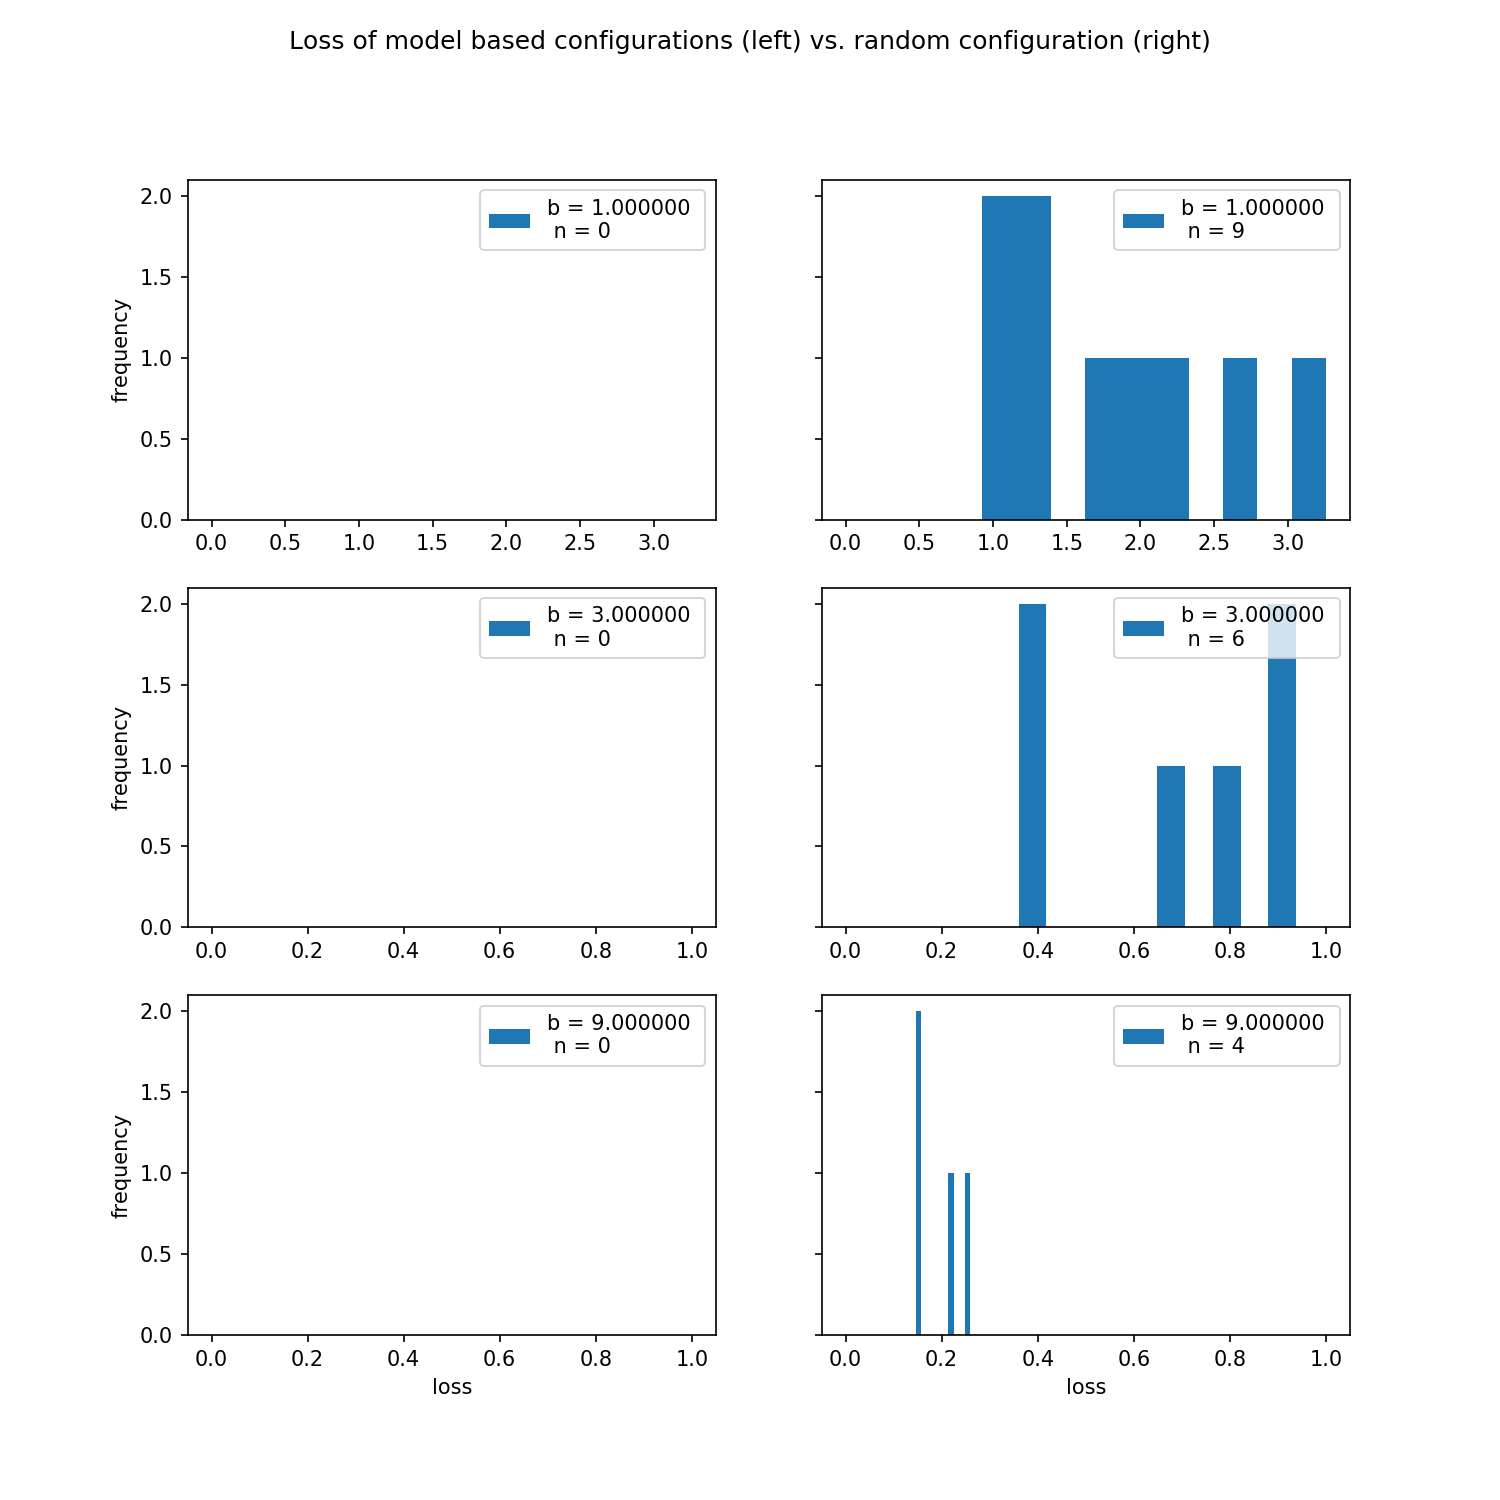 Loss of model based configurations (left) vs. random configuration (right)
2.0
1.5
1.0
0.5
0.0
frequency
b = 1.000000
n = 0
0.0 0.5 1.0 1.5 2.0 2.5 3.0
b = 1.000000
n = 9
0.0 0.5 1.0 1.5 2.0 2.5 3.0
2.0
1.5
1.0
0.5
0.0
frequency
b = 3.000000
n = 0
0.0 0.2 0.4 0.6 0.8 1.0
b = 3.000000
n = 6
0.0 0.2 0.4 0.6 0.8 1.0
2.0
1.5
1.0
0.5
0.0
frequency
b = 9.000000
n = 0
0.0 0.2 0.4 0.6 0.8 1.0
loss
b = 9.000000
n = 4
0.0 0.2 0.4 0.6 0.8 1.0
loss